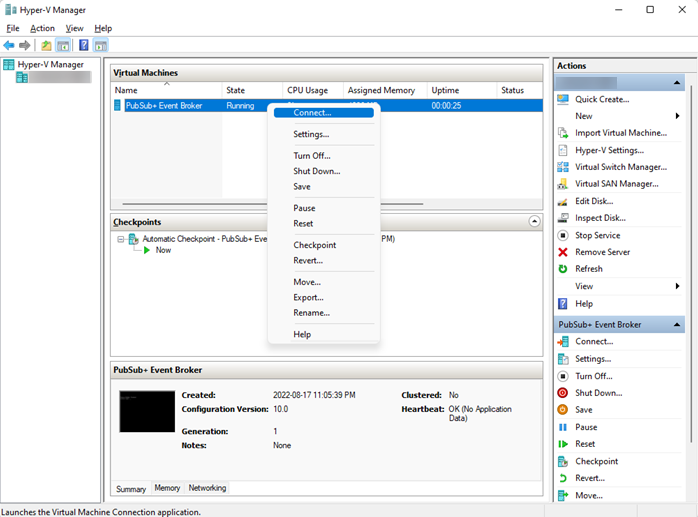 Hyper-V Manager
File Action View Help
Hyper-V Manager
Virtual Machines
Name State CPU Usage Assigned Memory Uptime Status
PubSub+ Event Broker Running 00:00:25
Connect...
Settings...
Turn Off...
Shut Down...
Save
Pause
Reset
Checkpoint
Revert...
Move...
Export...
Rename...
Help
Checkpoints
Automatic Checkpoint - PubSub+ Eve PM)
Now
PubSub+ Event Broker
Created: 2022-08-17 11:05:39 PM Clustered: No
Configuration Version: 10.0 Heartbeat: OK (No Application
Data)
Generation: 1
Notes: None
Summary Memory Networking
Actions
Quick Create...
New
Import Virtual Machine...
Hyper-V Settings...
Virtual Switch Manager...
Virtual SAN Manager...
Edit Disk...
Inspect Disk...
Stop Service
Remove Server
Refresh
View
Help
PubSub+ Event Broker
Connect...
Settings...
Turn Off...
Shut Down...
Save
Pause
Reset
Checkpoint
Revert...
Move...
Launches the Virtual Machine Connection application.